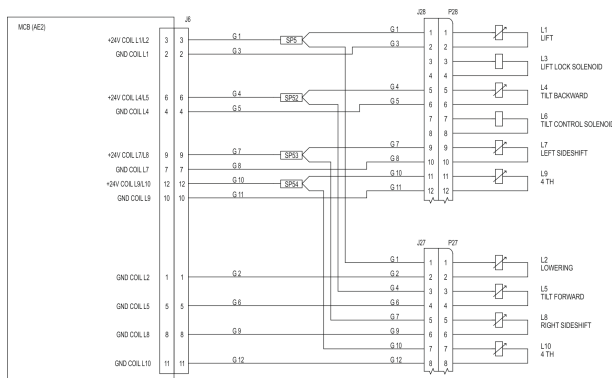 MCB (AE2)
J6
J28
P28
+24V COIL L1/L2 3 3 G 1 SP5 G 1 1 1 L1
LIFT
GND COIL L1 2 2 G 3 G 3 2 2
3 3 L3
LIFT LOCK SOLENOID
4 4
+24V COIL L4/L5 6 6 G 4 SP52 G 4 5 5 L4
TILT BACKWARD
GND COIL L4 4 4 G 5 G 5 6 6
7 7 L6
TILT CONTROL SOLENOID
8 8
+24V COIL L7/L8 9 9 G 7 SP53 G 7 9 9 L7
LEFT SIDESHIFT
GND COIL L7 7 7 G 8 G 8 10 10
+24V COIL L9/L10 12 12 G 10 SP54 G 10 11 11 L9
4 TH
GND COIL L9 10 10 G 11 G 11 12 12
J27
P27
G 1 1 1 L2
LOWERING
GND COIL L2 1 1 G 2 G 2 2 2
G 4 3 3 L5
TILT FORWARD
GND COIL L5 5 5 G 6 G 6 4 4
G 7 5 5 L8
RIGHT SIDESHIFT
GND COIL L8 8 8 G 9 G 9 6 6
G 10 7 7 L10
4 TH
GND COIL L10 11 11 G 12 G 12 8 8